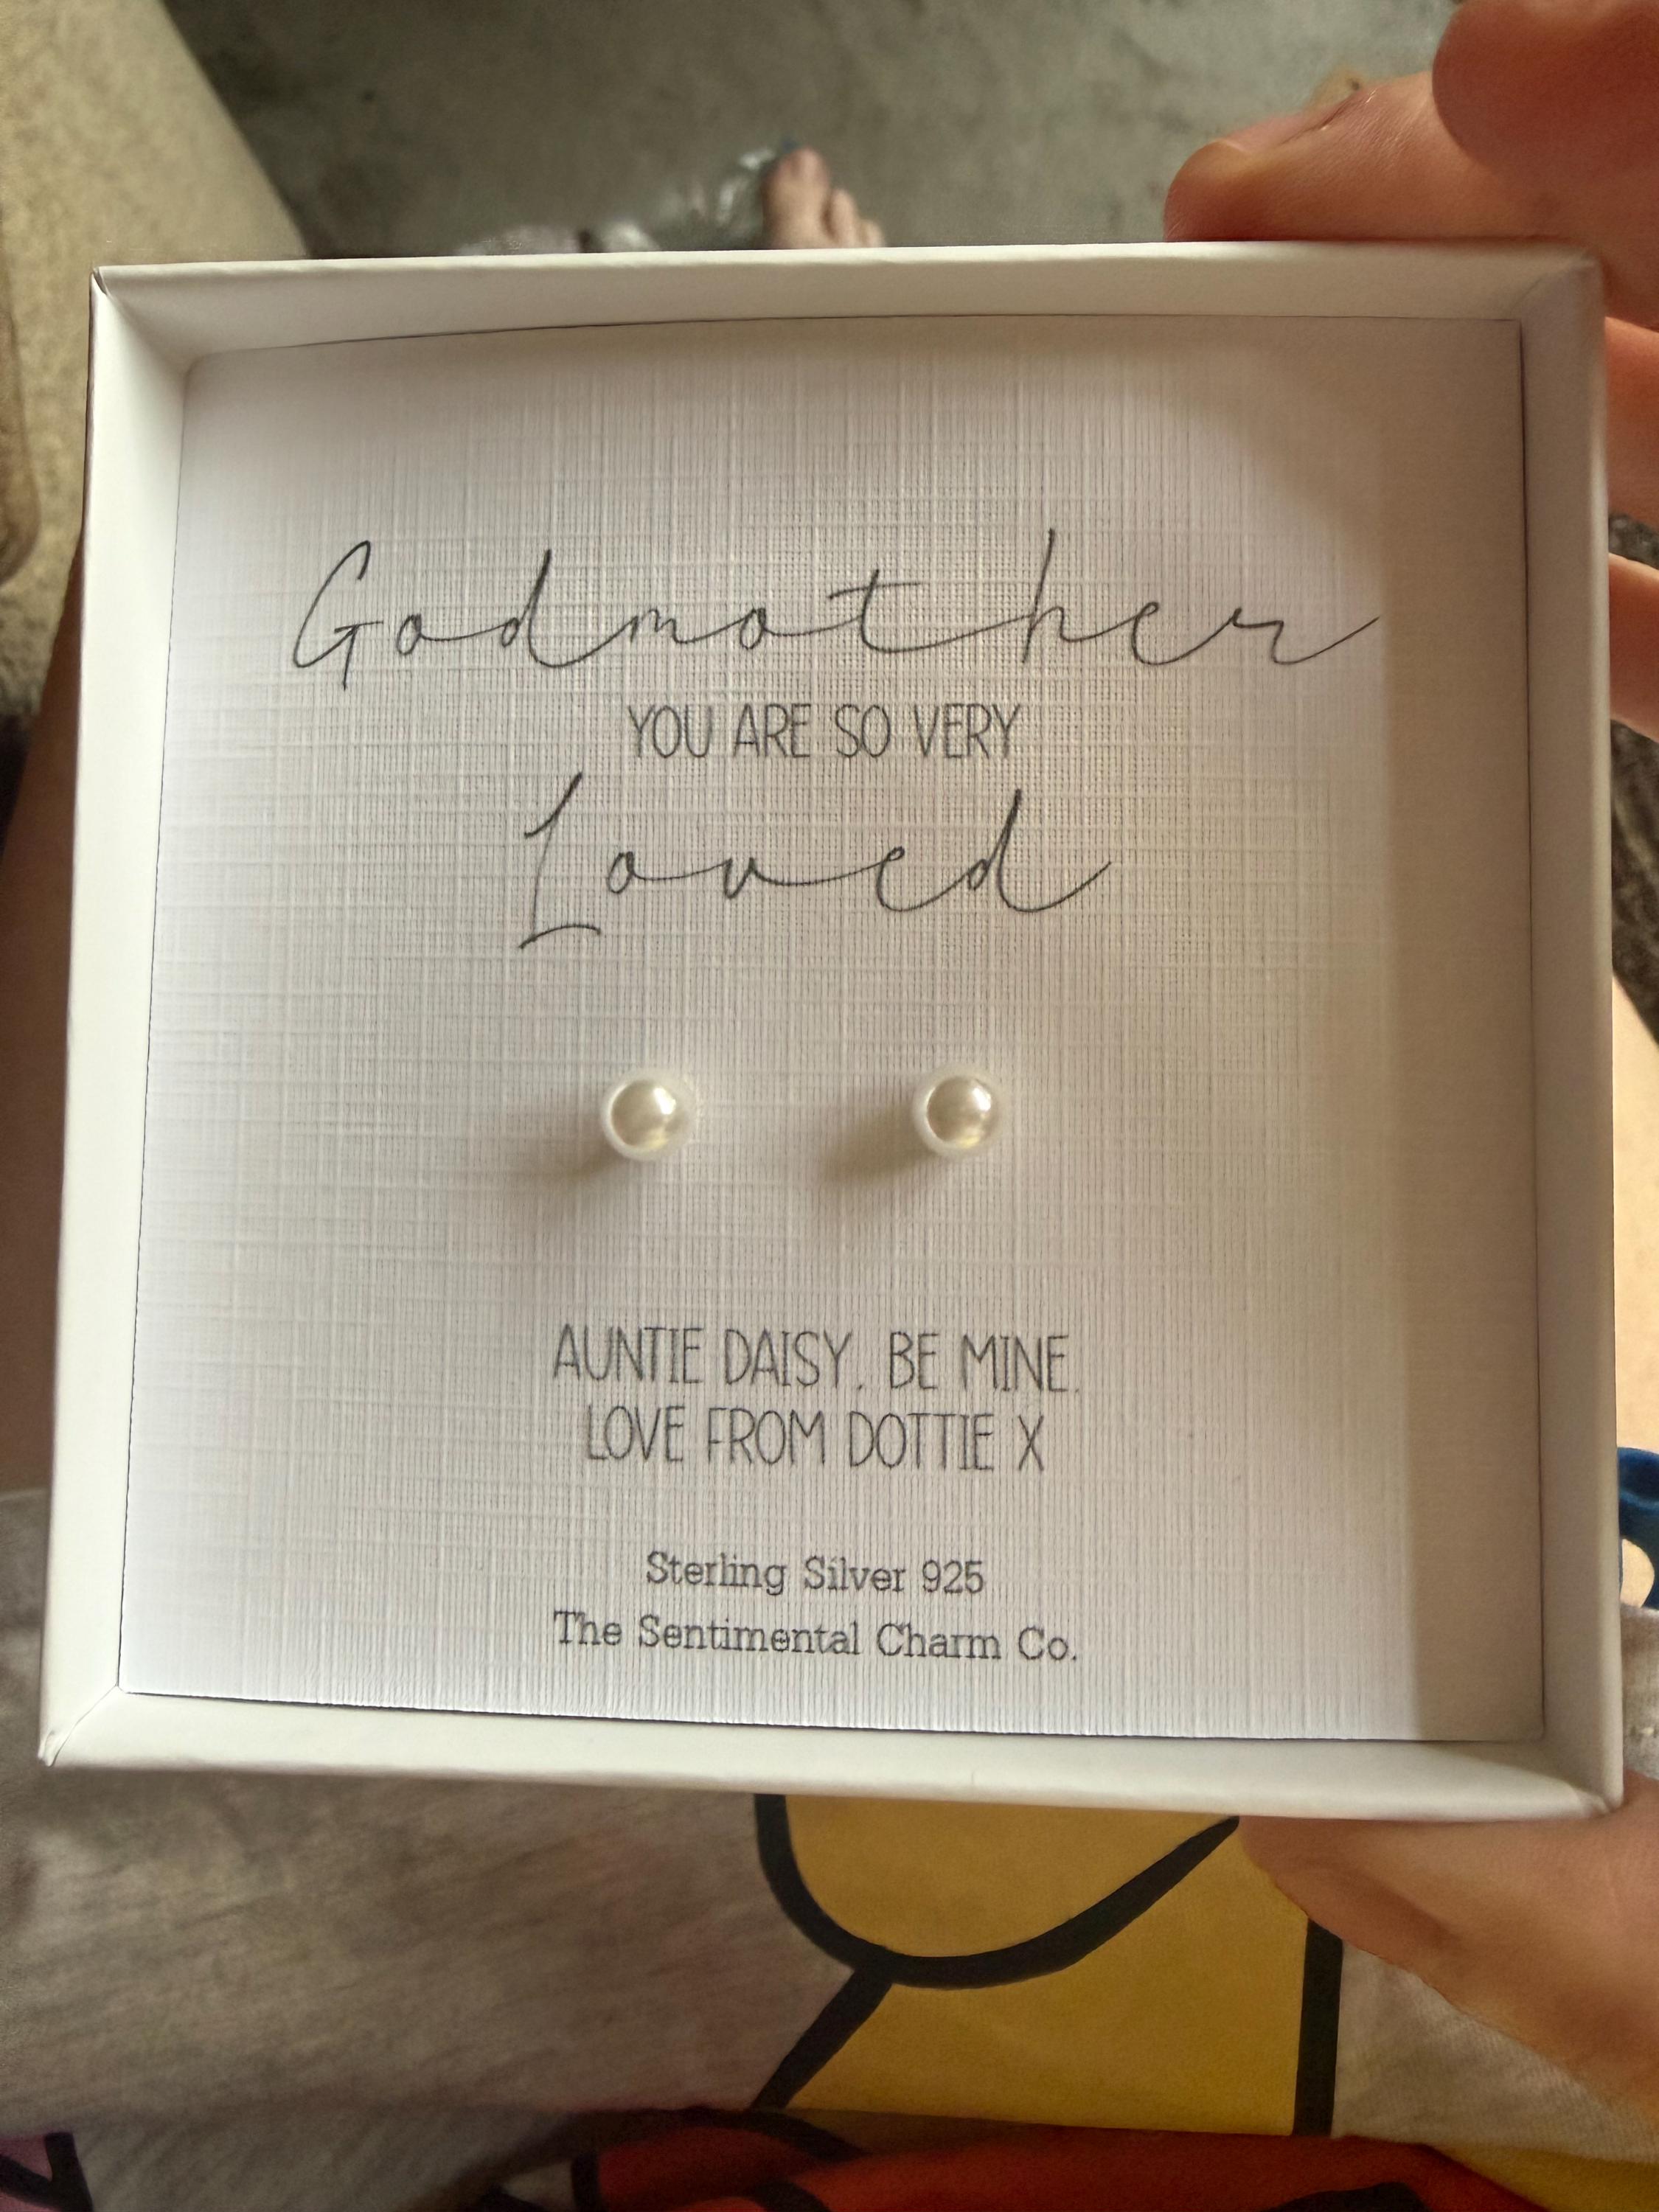 Godmother
YOU ARE SO VERY
Loved
AUNTIE DAISY. BE MINE.
LOVE FROM DOTTIE X
Sterling Silver 925
The Sentimental Charm Co.